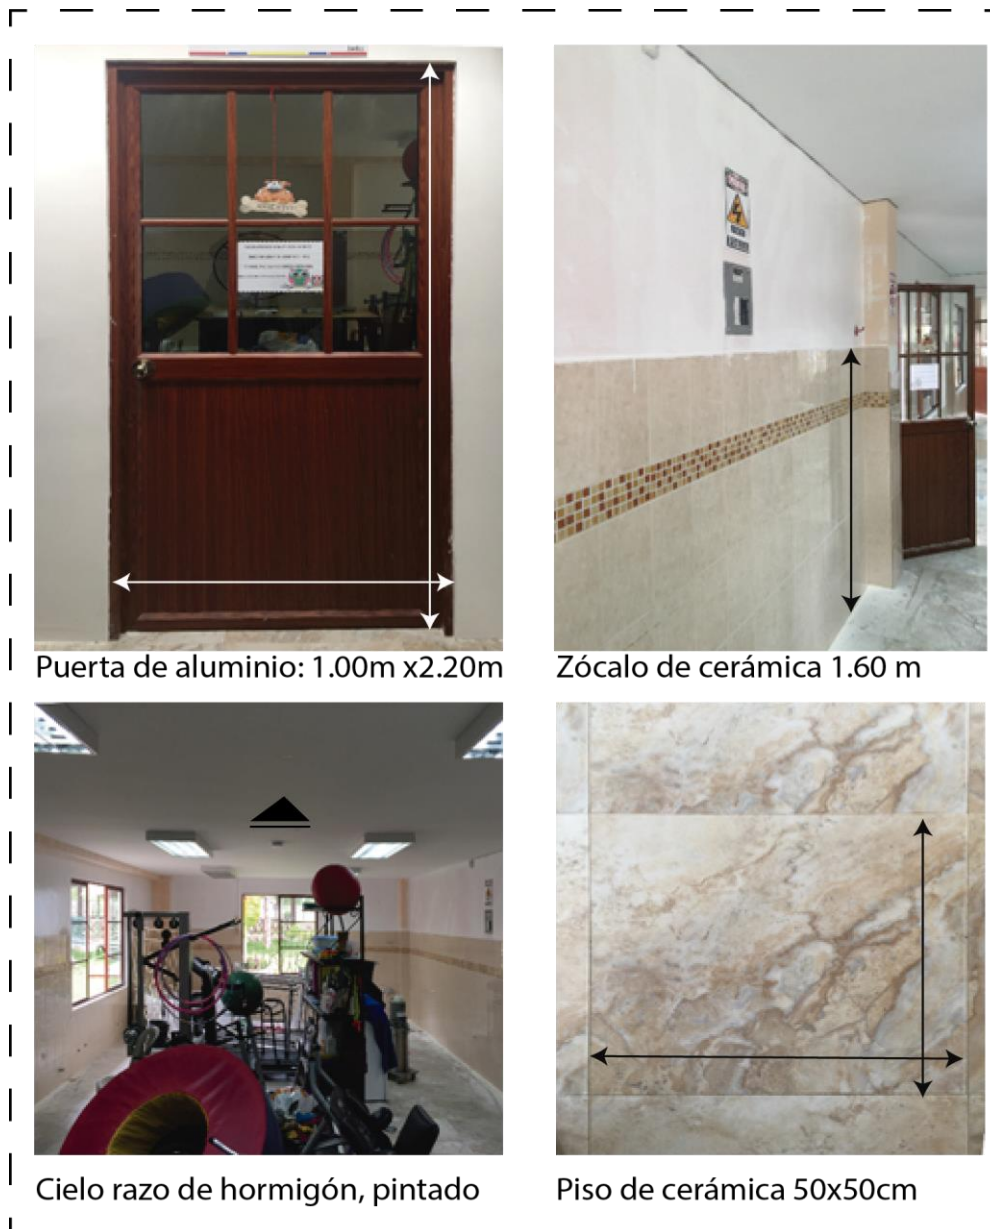 Puerta de aluminio: 1.00m x2.20m
Zócalo de cerámica 1.60 m
Cielo razo de hormigón, pintado
Piso de cerámica 50x50cm